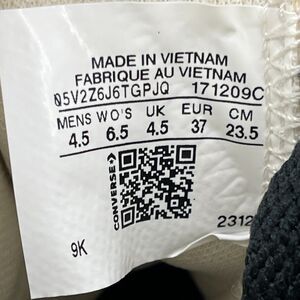 MADE IN VIETNAM
FABRIQUE AU VIETNAM
05V2Z6J6TGPJQ 171209C
MENS WO'S UK EUR CM
4.5 6.5 4.5 37 23.5
CONVERSE
2312
9K